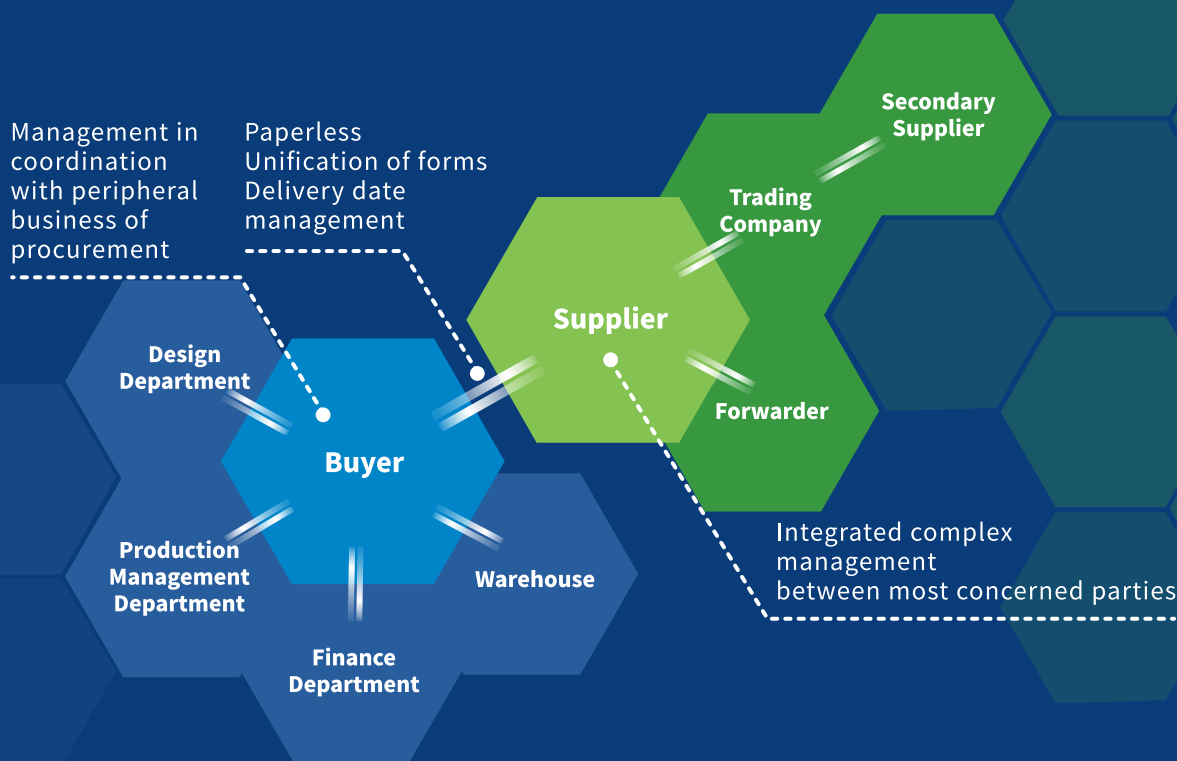 Management in
coordination
with peripheral
business of
procurement
Paperless
Unification of forms
Delivery date
management
Secondary
Supplier
Trading
Company
Supplier
Forwarder
Design
Department
Buyer
Production
Management
Department
Warehouse
Finance
Department
Integrated complex
management
between most concerned parties